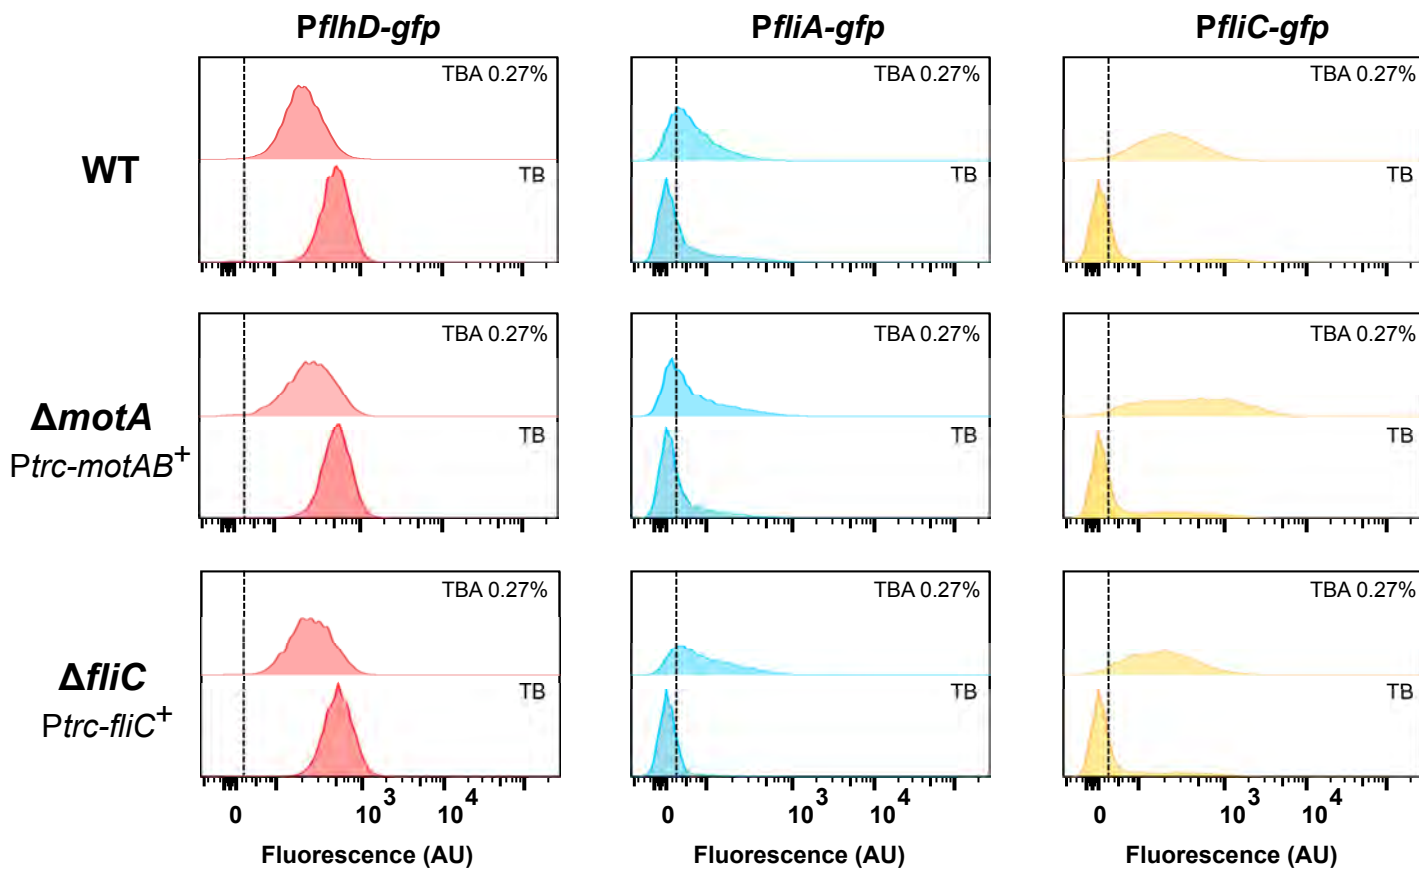 PflhD-gfp PfliA-gfp PfliC-gfp
TBA 0.27% TBA 0.27% TBA 0.27%
WT
TB TB TB
TBA 0.27% TBA 0.27% TBA 0.27%
ΔmotA
TB TB TB
Ptrc-motAB+
TBA 0.27% TBA 0.27% TBA 0.27%
ΔfliC
TB TB TB
Ptrc-fliC+
0 10^3 10^4 0 10^3 10^4 0 10^3 10^4
Fluorescence (AU) Fluorescence (AU) Fluorescence (AU)